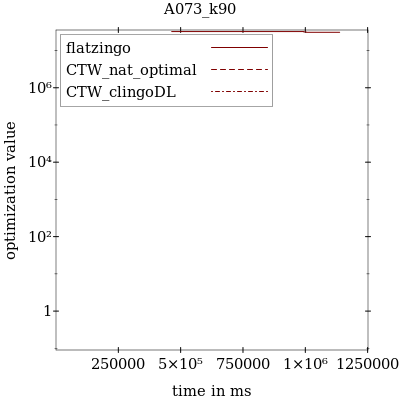 A073_k90
flatzingo
CTW_nat_optimal
CTW_clingoDL
optimization value
10⁶
10⁴
10²
1
250000 5×10⁵ 750000 1×10⁶ 1250000
time in ms